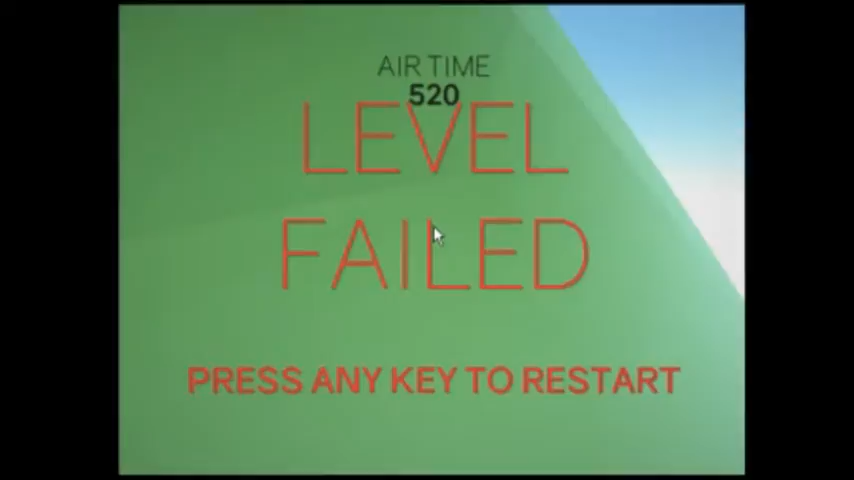 AIR TIME
520
LEVEL
FAILED
PRESS ANY KEY TO RESTART